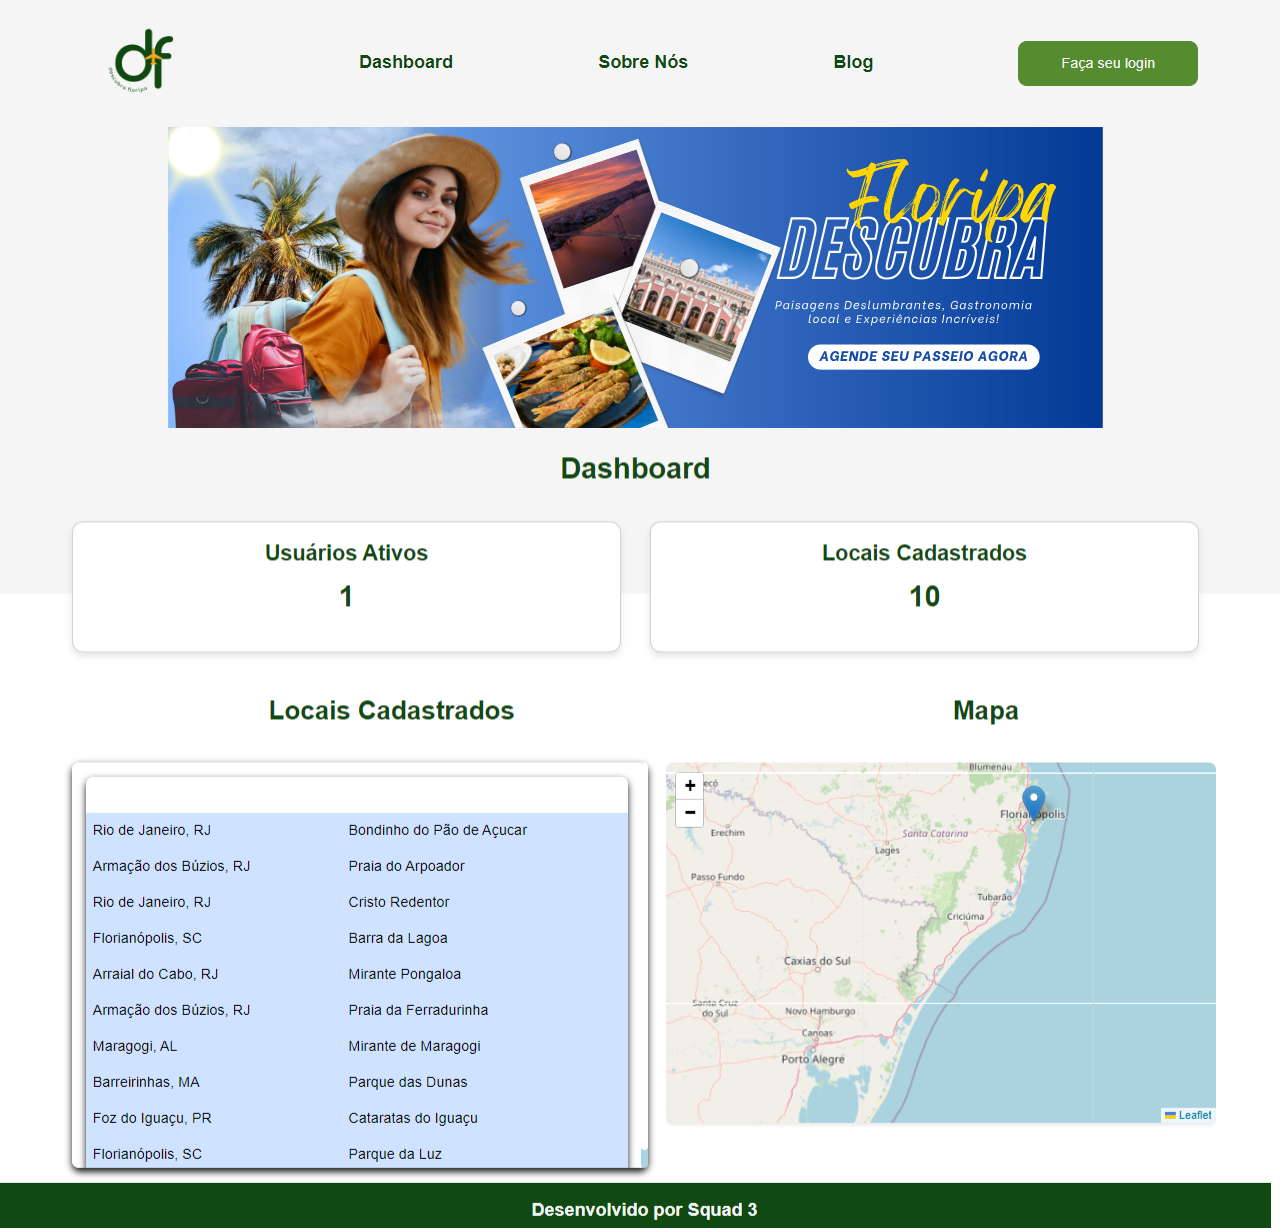 df
descubra floripa
Dashboard
Sobre Nós
Blog
Faça seu login
Floripa
DESCUBRA
Paisagens Deslumbrantes, Gastronomia
local e Experiências Incríveis!
AGENDE SEU PASSEIO AGORA
Dashboard
Usuários Ativos
1
Locais Cadastrados
10
Locais Cadastrados
Rio de Janeiro, RJ Bondinho do Pão de Açucar
Armação dos Búzios, RJ Praia do Arpoador
Rio de Janeiro, RJ Cristo Redentor
Florianópolis, SC Barra da Lagoa
Arraial do Cabo, RJ Mirante Pongaloa
Armação dos Búzios, RJ Praia da Ferradurinha
Maragogi, AL Mirante de Maragogi
Barreirinhas, MA Parque das Dunas
Foz do Iguaçu, PR Cataratas do Iguaçu
Florianópolis, SC Parque da Luz
Mapa
+
−
Blumenau
Florianópolis
Erechim
Santa Catarina
Lages
Passo Fundo
Tubarão
Criciúma
Caxias do Sul
Santa Cruz
do Sul
Novo Hamburgo
Canoas
Porto Alegre
Leaflet
Desenvolvido por Squad 3